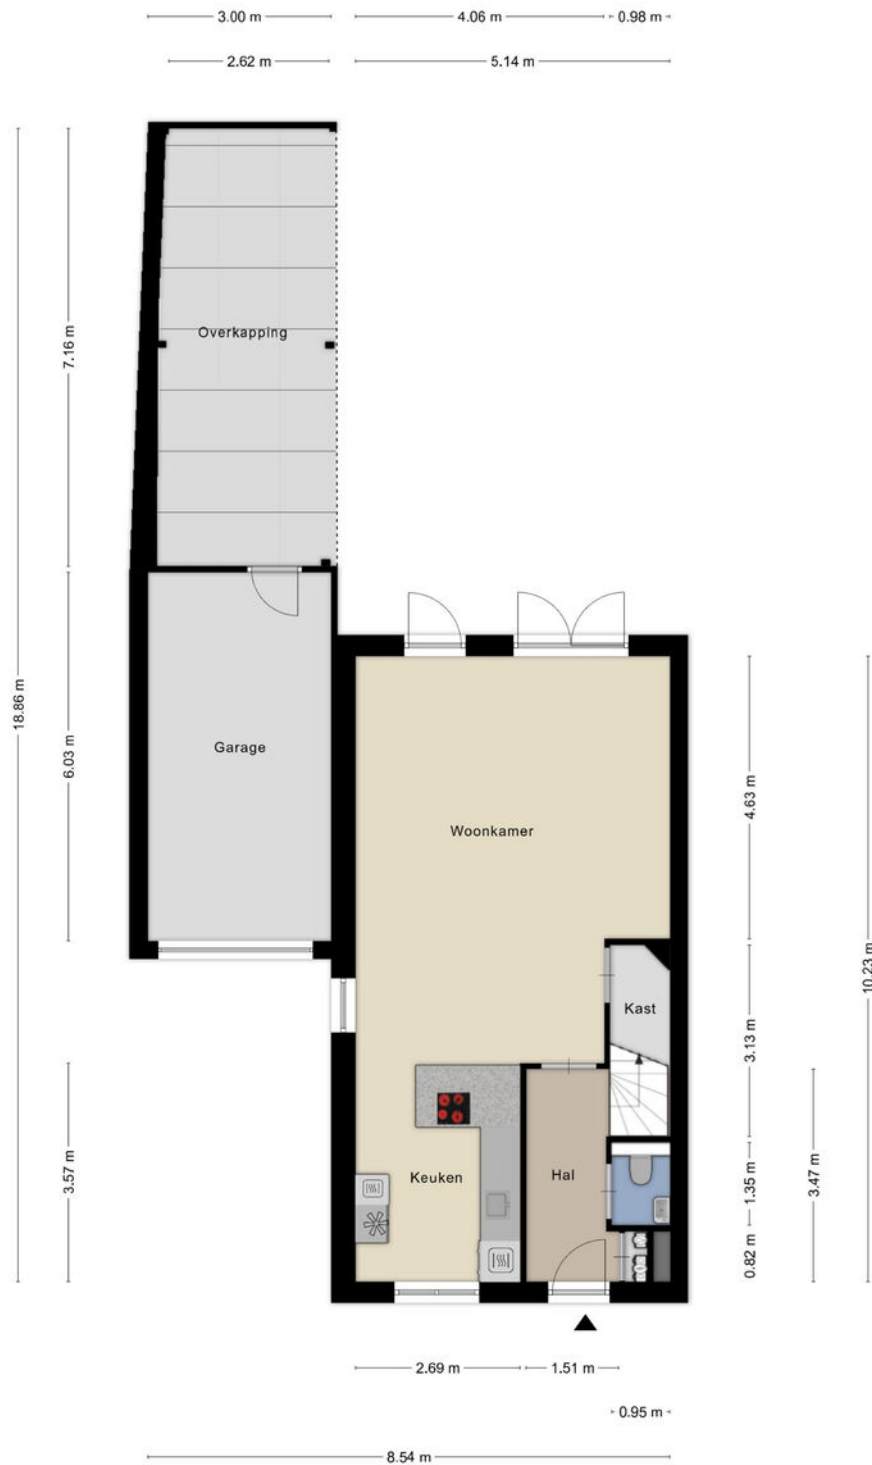 3.00 m
4.06 m
0.98 m
2.62 m
5.14 m
Overkapping
7.16 m
18.86 m
Garage
6.03 m
Woonkamer
4.63 m
10.23 m
Kast
3.13 m
3.57 m
Keuken
Hal
1.35 m
3.47 m
0.82 m
2.69 m
1.51 m
0.95 m
8.54 m